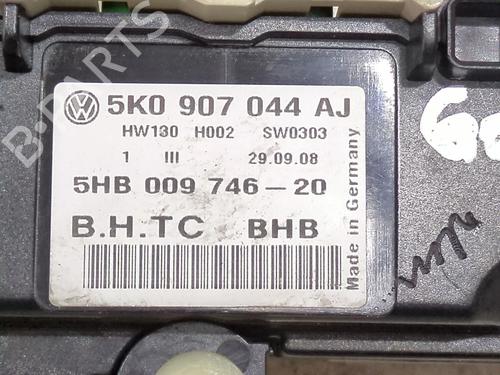 5K0 907 044 AJ
HW130 H002 SW0303
1 III 29.09.08
5HB 009 746-20
B.H.TC BHB
Made in Germany
B-PARTS